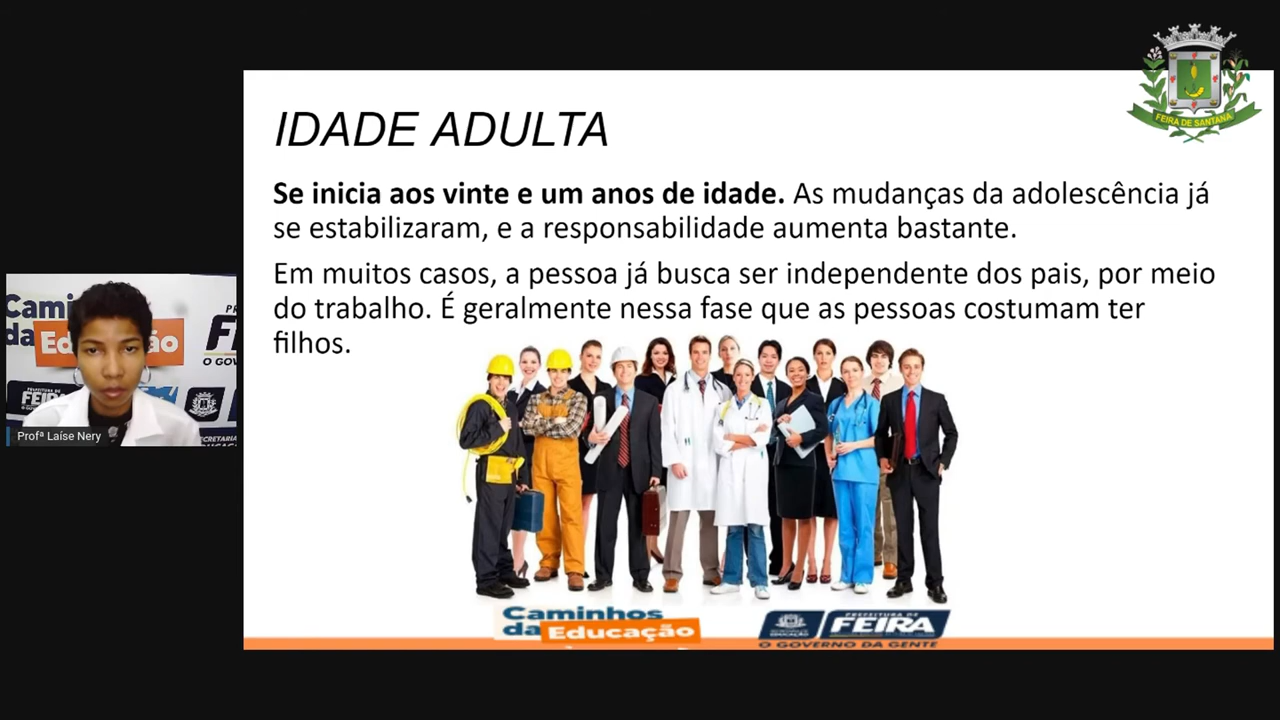 FEIRA DE SANTANA
IDADE ADULTA
Se inicia aos vinte e um anos de idade. As mudanças da adolescência já
se estabilizaram, e a responsabilidade aumenta bastante.
Em muitos casos, a pessoa já busca ser independente dos pais, por meio
do trabalho. É geralmente nessa fase que as pessoas costumam ter
filhos.
Profª Laíse Nery
Caminhos
da Educação
PREFEITURA DE
FEIRA
O GOVERNO DA GENTE